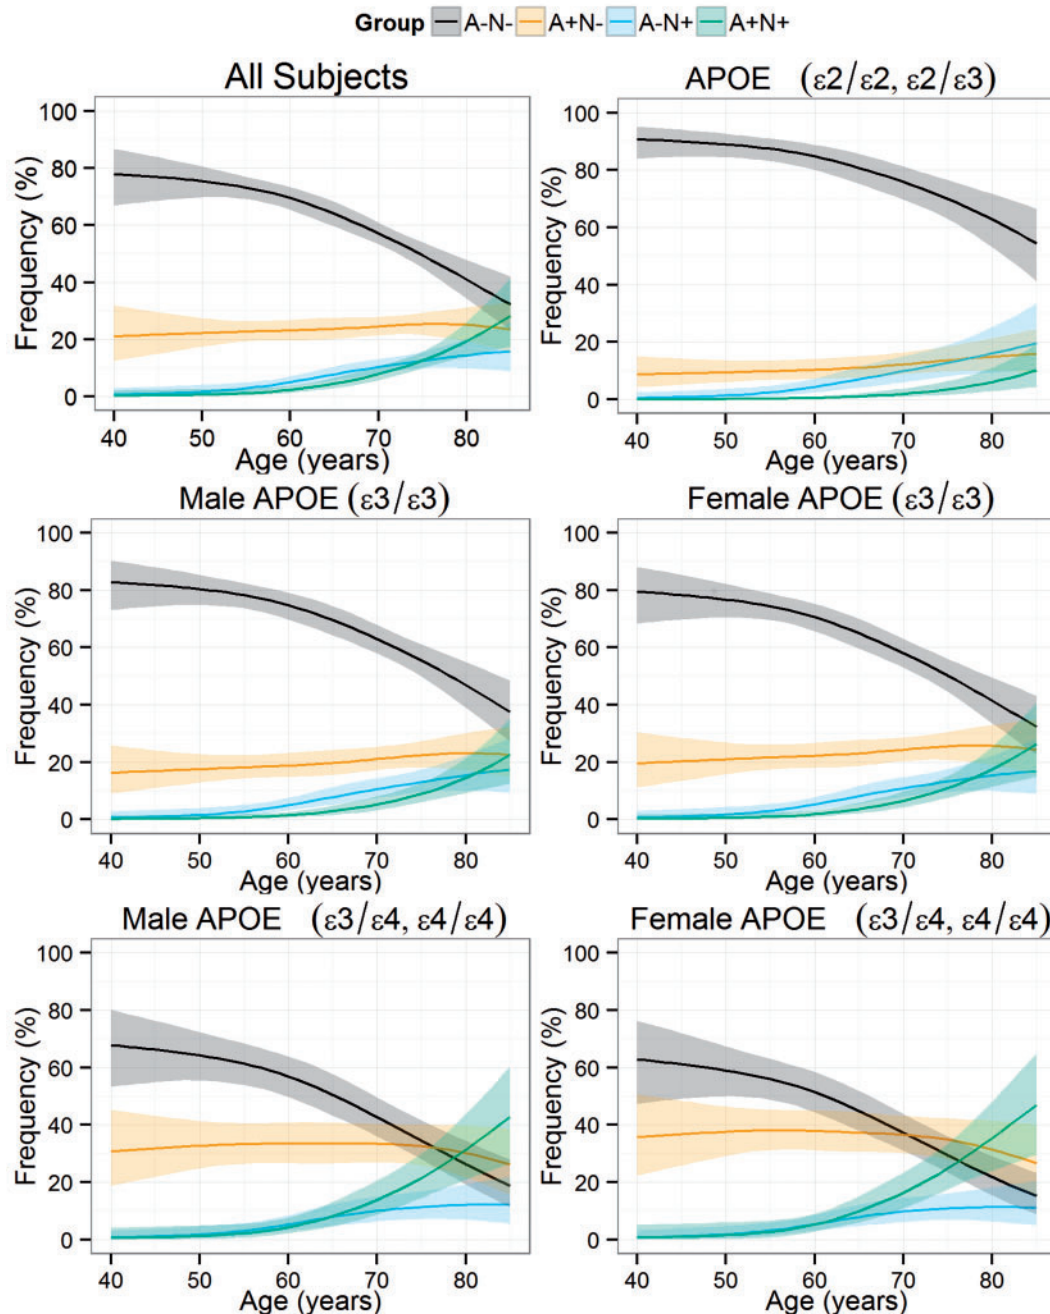 Group A-N- A+N- A-N+ A+N+
All Subjects
Frequency (%)
100
80
60
40
20
0
40 50 60 70 80
Age (years)
APOE (ε2/ε2, ε2/ε3)
Frequency (%)
100
80
60
40
20
0
40 50 60 70 80
Age (years)
Male APOE (ε3/ε3)
Frequency (%)
100
80
60
40
20
0
40 50 60 70 80
Age (years)
Female APOE (ε3/ε3)
Frequency (%)
100
80
60
40
20
0
40 50 60 70 80
Age (years)
Male APOE (ε3/ε4, ε4/ε4)
Frequency (%)
100
80
60
40
20
0
40 50 60 70 80
Age (years)
Female APOE (ε3/ε4, ε4/ε4)
Frequency (%)
100
80
60
40
20
0
40 50 60 70 80
Age (years)